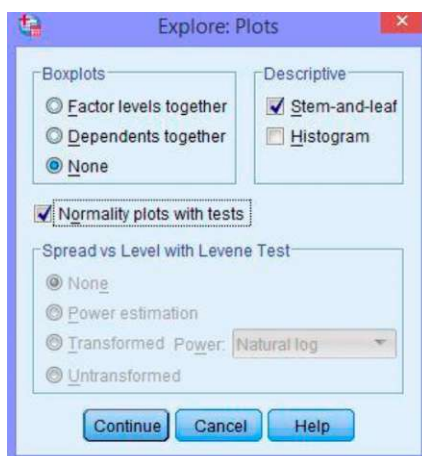 Explore: Plots
Boxplots
Factor levels together
Dependents together
None
Descriptive
Stem-and-leaf
Histogram
Normality plots with tests
Spread vs Level with Levene Test
None
Power estimation
Transformed Power: Natural log
Untransformed
Continue Cancel Help